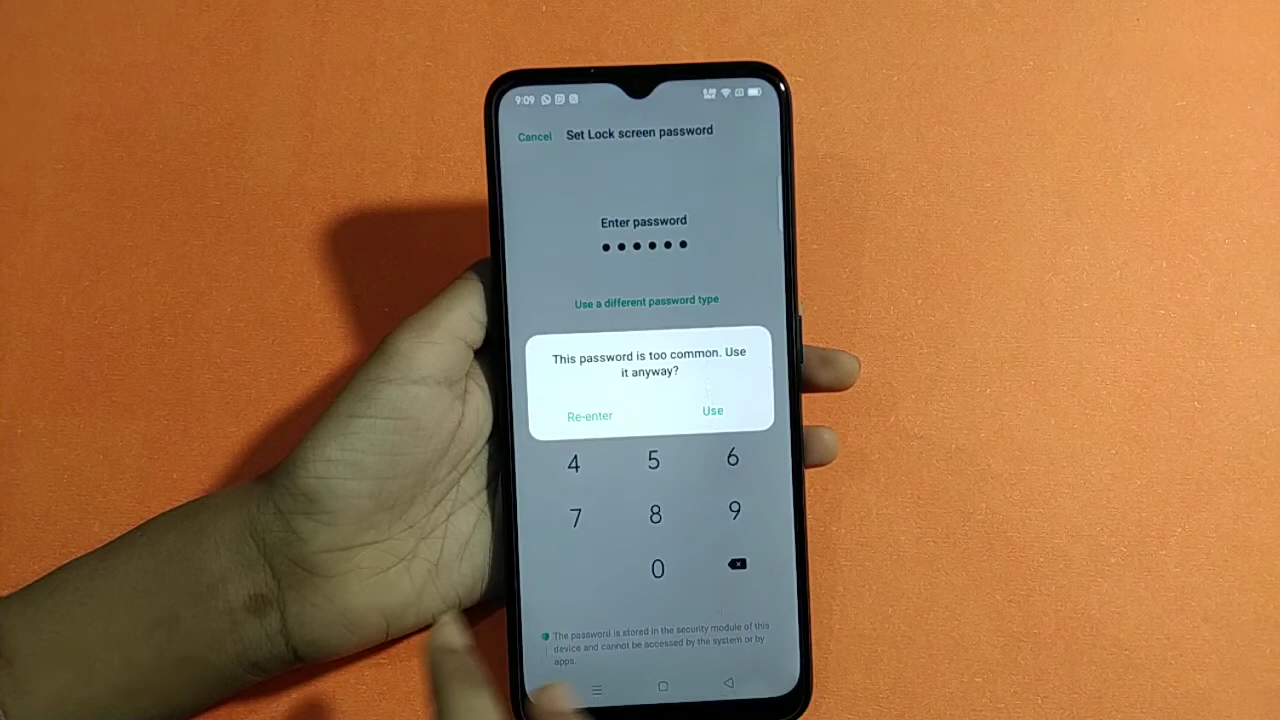 9:09
Cancel Set Lock screen password
Enter password
Use a different password type
This password is too common. Use
it anyway?
Re-enter Use
4 5 6
7 8 9
0
The password is stored in the security module of this
device and cannot be accessed by the system or by
apps.